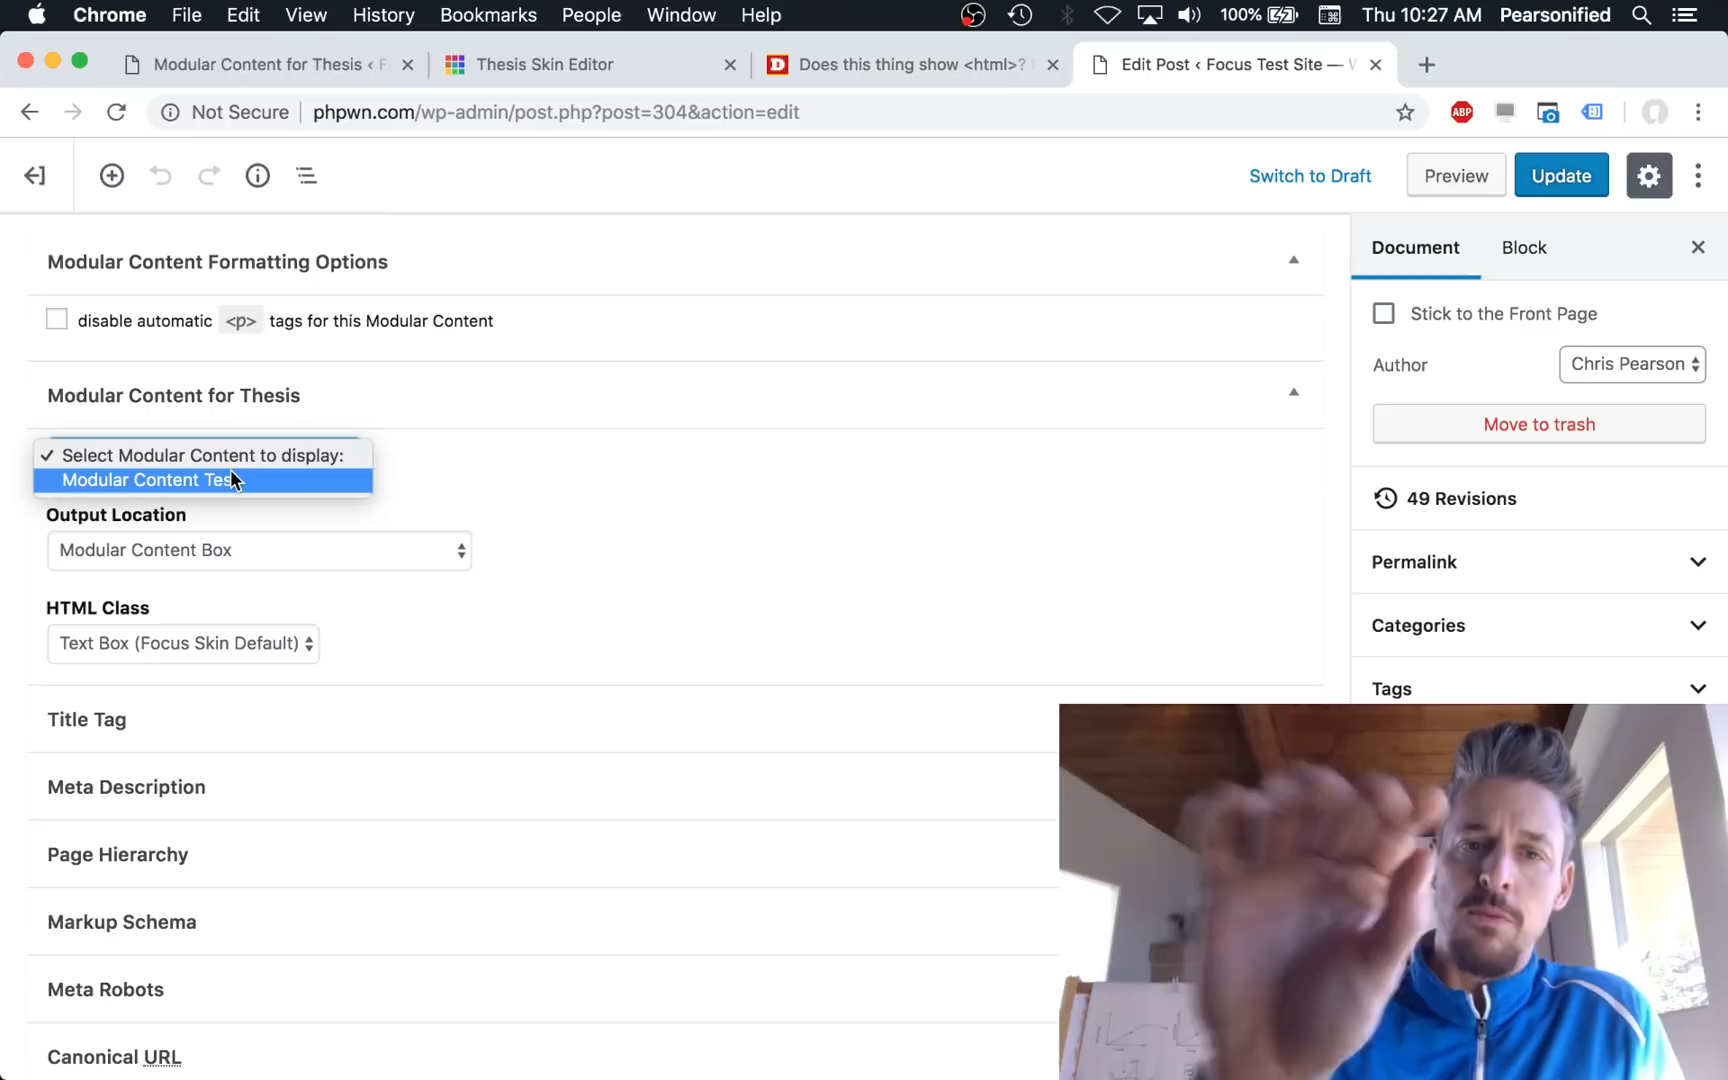 Chrome File Edit View History Bookmarks People Window Help 100% Thu 10:27 AM Pearsonified
Modular Content for Thesis ‹ F
Thesis Skin Editor
D Does this thing show <html>?
Edit Post ‹ Focus Test Site — W
Not Secure phpwn.com/wp-admin/post.php?post=304&action=edit
ABP
Switch to Draft Preview Update
Modular Content Formatting Options
disable automatic <p> tags for this Modular Content
Modular Content for Thesis
✓ Select Modular Content to display:
Modular Content Tes
Output Location
Modular Content Box
HTML Class
Text Box (Focus Skin Default)
Title Tag
Meta Description
Page Hierarchy
Markup Schema
Meta Robots
Canonical URL
Document Block
Stick to the Front Page
Author Chris Pearson
Move to trash
49 Revisions
Permalink
Categories
Tags